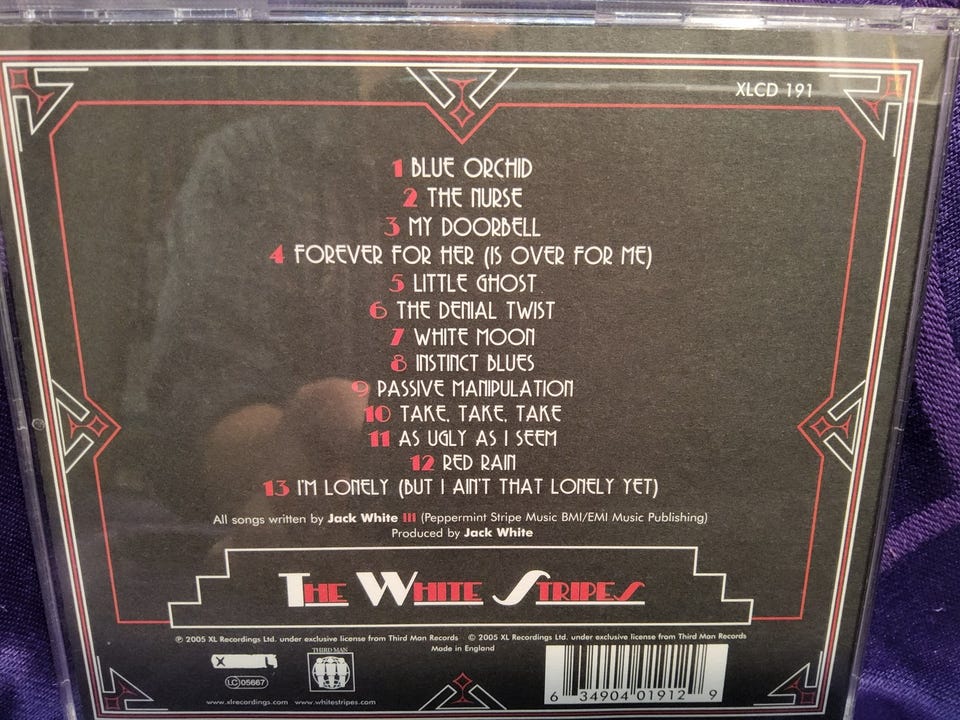 XLCD 191
1 BLUE ORCHID
2 THE NURSE
3 MY DOORBELL
4 FOREVER FOR HER (IS OVER FOR ME)
5 LITTLE GHOST
6 THE DENIAL TWIST
7 WHITE MOON
8 INSTINCT BLUES
9 PASSIVE MANIPULATION
10 TAKE, TAKE, TAKE
11 AS UGLY AS I SEEM
12 RED RAIN
13 I'M LONELY (BUT I AIN'T THAT LONELY YET)
All songs written by Jack White III (Peppermint Stripe Music BMI/EMI Music Publishing)
Produced by Jack White
THE WHITE STRIPES
℗ 2005 XL Recordings Ltd. under exclusive license from Third Man Records © 2005 XL Recordings Ltd. under exclusive license from Third Man Records
Made in England
THIRD MAN
LC 05667
www.xlrecordings.com www.whitestripes.com
6 34904 01912 9